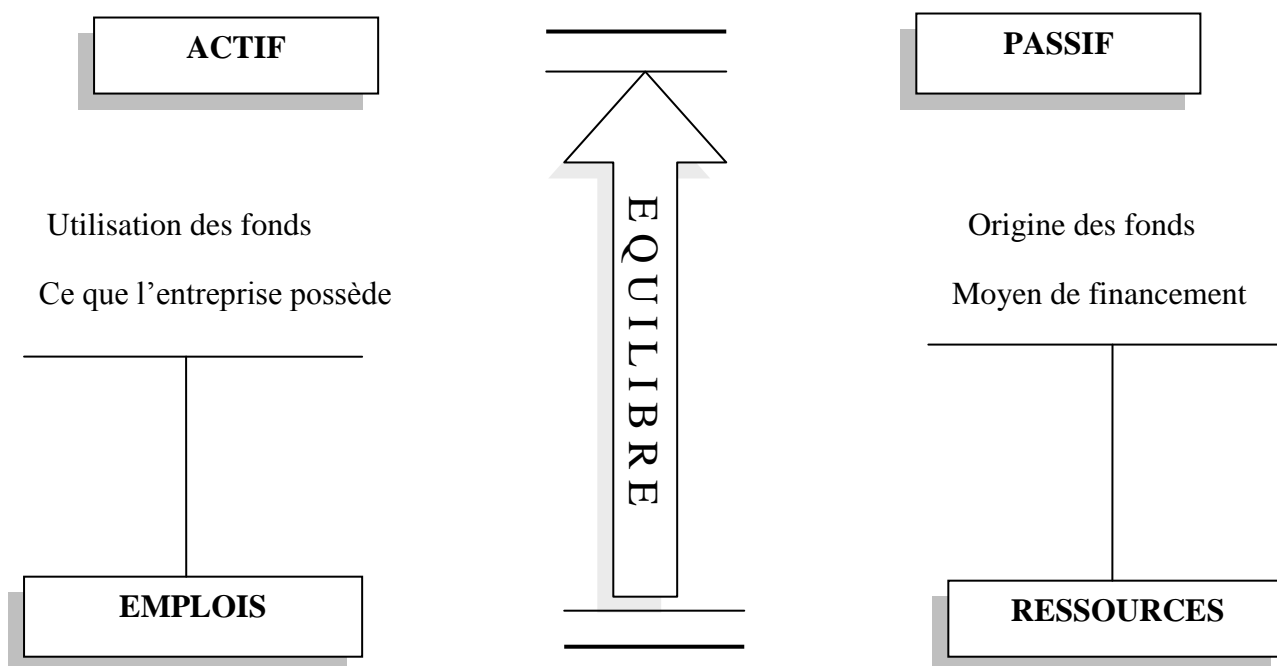 ACTIF
PASSIF
EQUILIBRE
Utilisation des fonds
Origine des fonds
Ce que l’entreprise possède
Moyen de financement
EMPLOIS
RESSOURCES